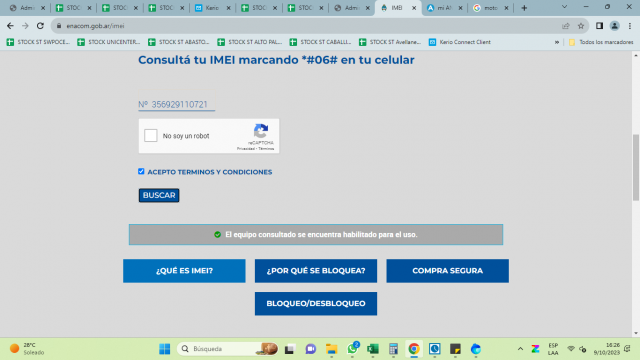 Admi
STOCK
STOCK
STOCK
Kerio
STOCK
STOCK
Admi
IMEI
mi A
moto
enacom.gob.ar/imei
STOCK ST SWPOCE...
STOCK UNICENTER...
STOCK ST ABASTO...
STOCK ST ALTO PAL...
STOCK ST CABALLI...
STOCK ST Avellane...
Kerio Connect Client
»
Todos los marcadores
Consultá tu IMEI marcando *#06# en tu celular
Nº 356929110721
No soy un robot
reCAPTCHA
Privacidad - Términos
ACEPTO TERMINOS Y CONDICIONES
BUSCAR
El equipo consultado se encuentra habilitado para el uso.
¿QUÉ ES IMEI?
¿POR QUÉ SE BLOQUEA?
COMPRA SEGURA
BLOQUEO/DESBLOQUEO
28°C
Soleado
Búsqueda
ESP
LAA
16:26
9/10/2023